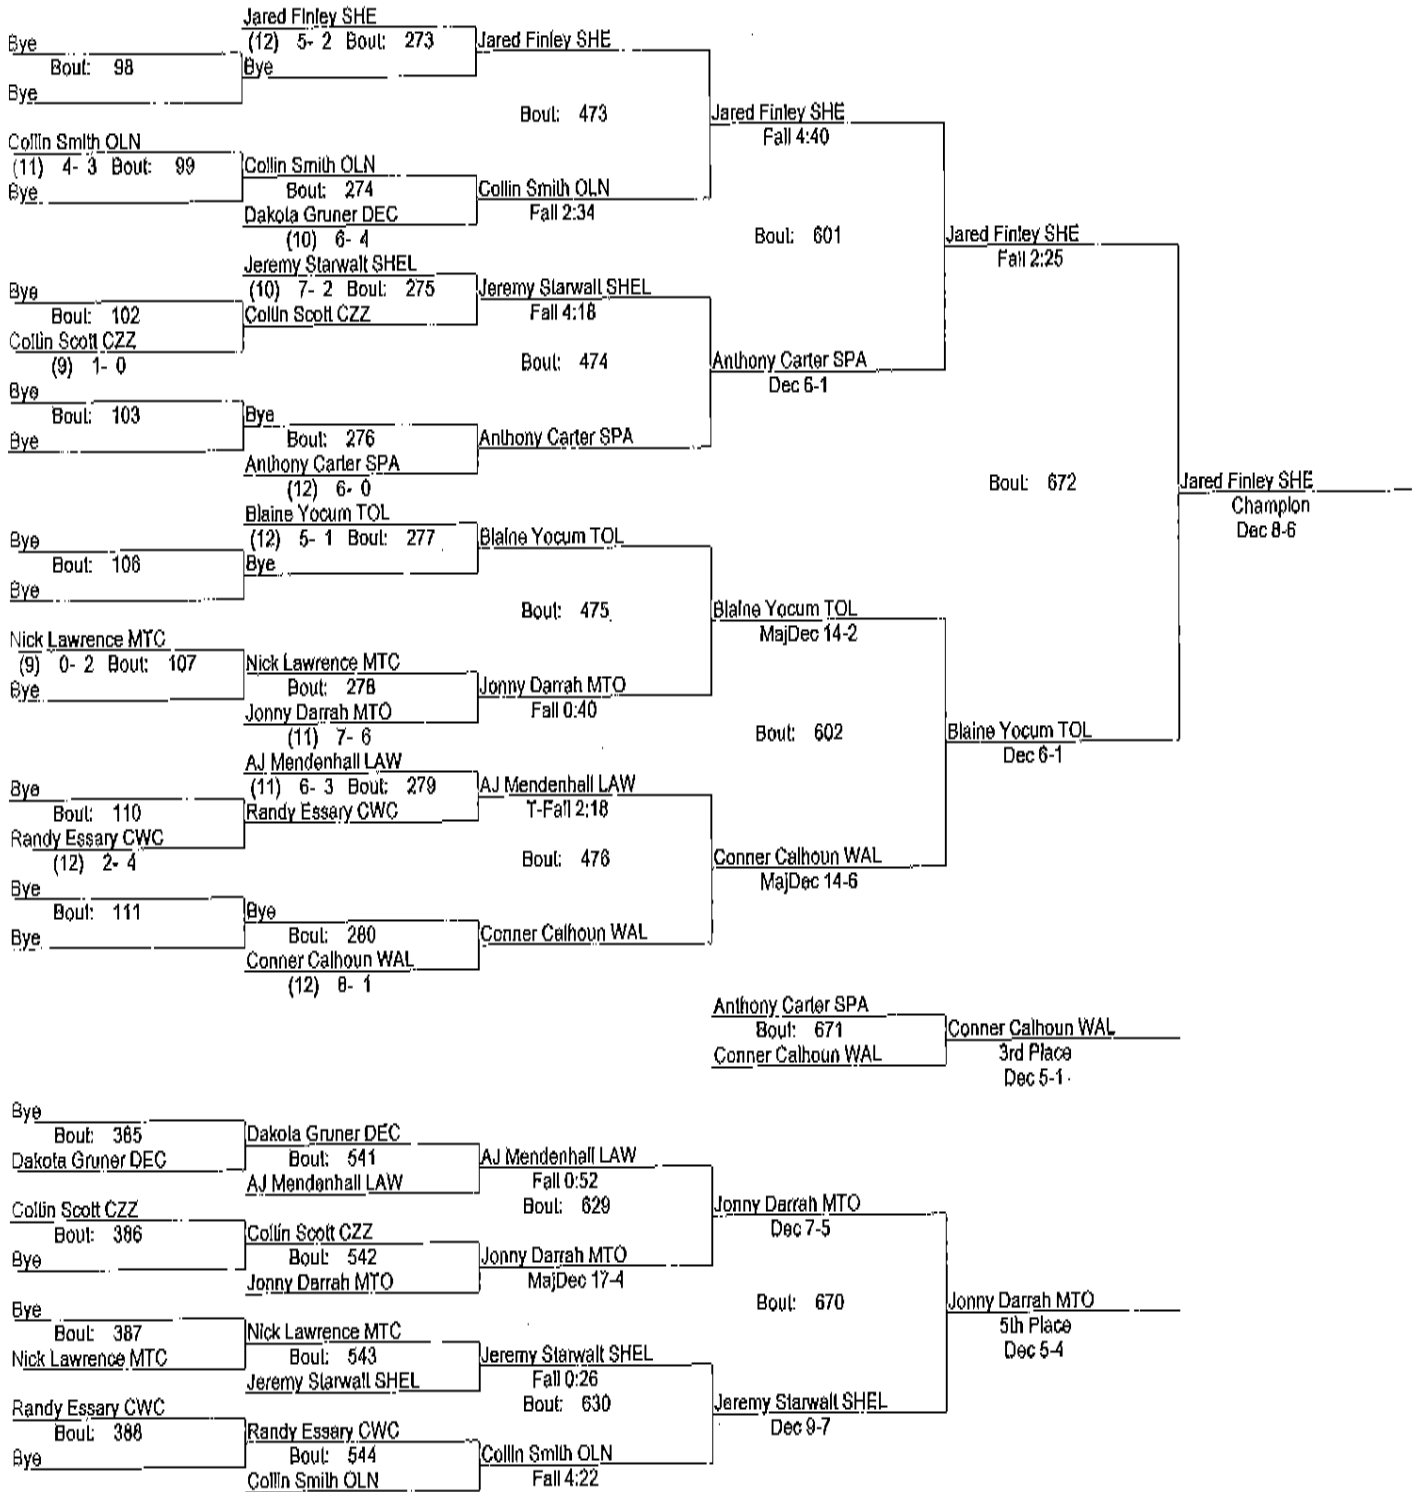 Jared Finley SHE
Bye
(12) 5- 2 Bout: 273
Jared Finley SHE
Bout: 98
Bye
Bye
Bout: 473
Jared Finley SHE
Fall 4:40
Collin Smith OLN
(11) 4- 3 Bout: 99
Collin Smith OLN
Bye
Bout: 274
Collin Smith OLN
Fall 2:34
Dakota Gruner DEC
(10) 6- 4
Bout: 601
Jared Finley SHE
Fall 2:25
Jeremy Starwalt SHEL
(10) 7- 2 Bout: 275
Jeremy Starwalt SHEL
Fall 4:18
Bye
Bout: 102
Collin Scott CZZ
Collin Scott CZZ
(9) 1- 0
Bout: 474
Anthony Carter SPA
Dec 6-1
Bye
Bout: 103
Bye
Bye
Bout: 276
Anthony Carter SPA
Anthony Carter SPA
(12) 6- 0
Bout: 672
Jared Finley SHE
Champion
Dec 8-6
Blaine Yocum TOL
(12) 5- 1 Bout: 277
Blaine Yocum TOL
Bye
Bout: 106
Bye
Bye
Bout: 475
Blaine Yocum TOL
MajDec 14-2
Nick Lawrence MTC
(9) 0- 2 Bout: 107
Nick Lawrence MTC
Bye
Bout: 278
Jonny Darrah MTO
Fall 0:40
Jonny Darrah MTO
(11) 7- 6
Bout: 602
Blaine Yocum TOL
Dec 6-1
AJ Mendenhall LAW
(11) 6- 3 Bout: 279
AJ Mendenhall LAW
T-Fall 2:18
Bye
Bout: 110
Randy Essary CWC
Randy Essary CWC
(12) 2- 4
Bout: 476
Conner Calhoun WAL
MajDec 14-6
Bye
Bout: 111
Bye
Bye
Bout: 280
Conner Calhoun WAL
Conner Calhoun WAL
(12) 8- 1
Anthony Carter SPA
Bout: 671
Conner Calhoun WAL
Conner Calhoun WAL
3rd Place
Dec 5-1
Bye
Bout: 385
Dakota Gruner DEC
Dakota Gruner DEC
Bout: 541
AJ Mendenhall LAW
AJ Mendenhall LAW
Fall 0:52
Bout: 629
Jonny Darrah MTO
Dec 7-5
Collin Scott CZZ
Bout: 386
Bye
Collin Scott CZZ
Bout: 542
Jonny Darrah MTO
Jonny Darrah MTO
MajDec 17-4
Bout: 670
Jonny Darrah MTO
5th Place
Dec 5-4
Bye
Bout: 387
Nick Lawrence MTC
Nick Lawrence MTC
Bout: 543
Jeremy Starwalt SHEL
Jeremy Starwalt SHEL
Fall 0:26
Bout: 630
Jeremy Starwalt SHEL
Dec 9-7
Randy Essary CWC
Bout: 388
Bye
Randy Essary CWC
Bout: 544
Collin Smith OLN
Collin Smith OLN
Fall 4:22